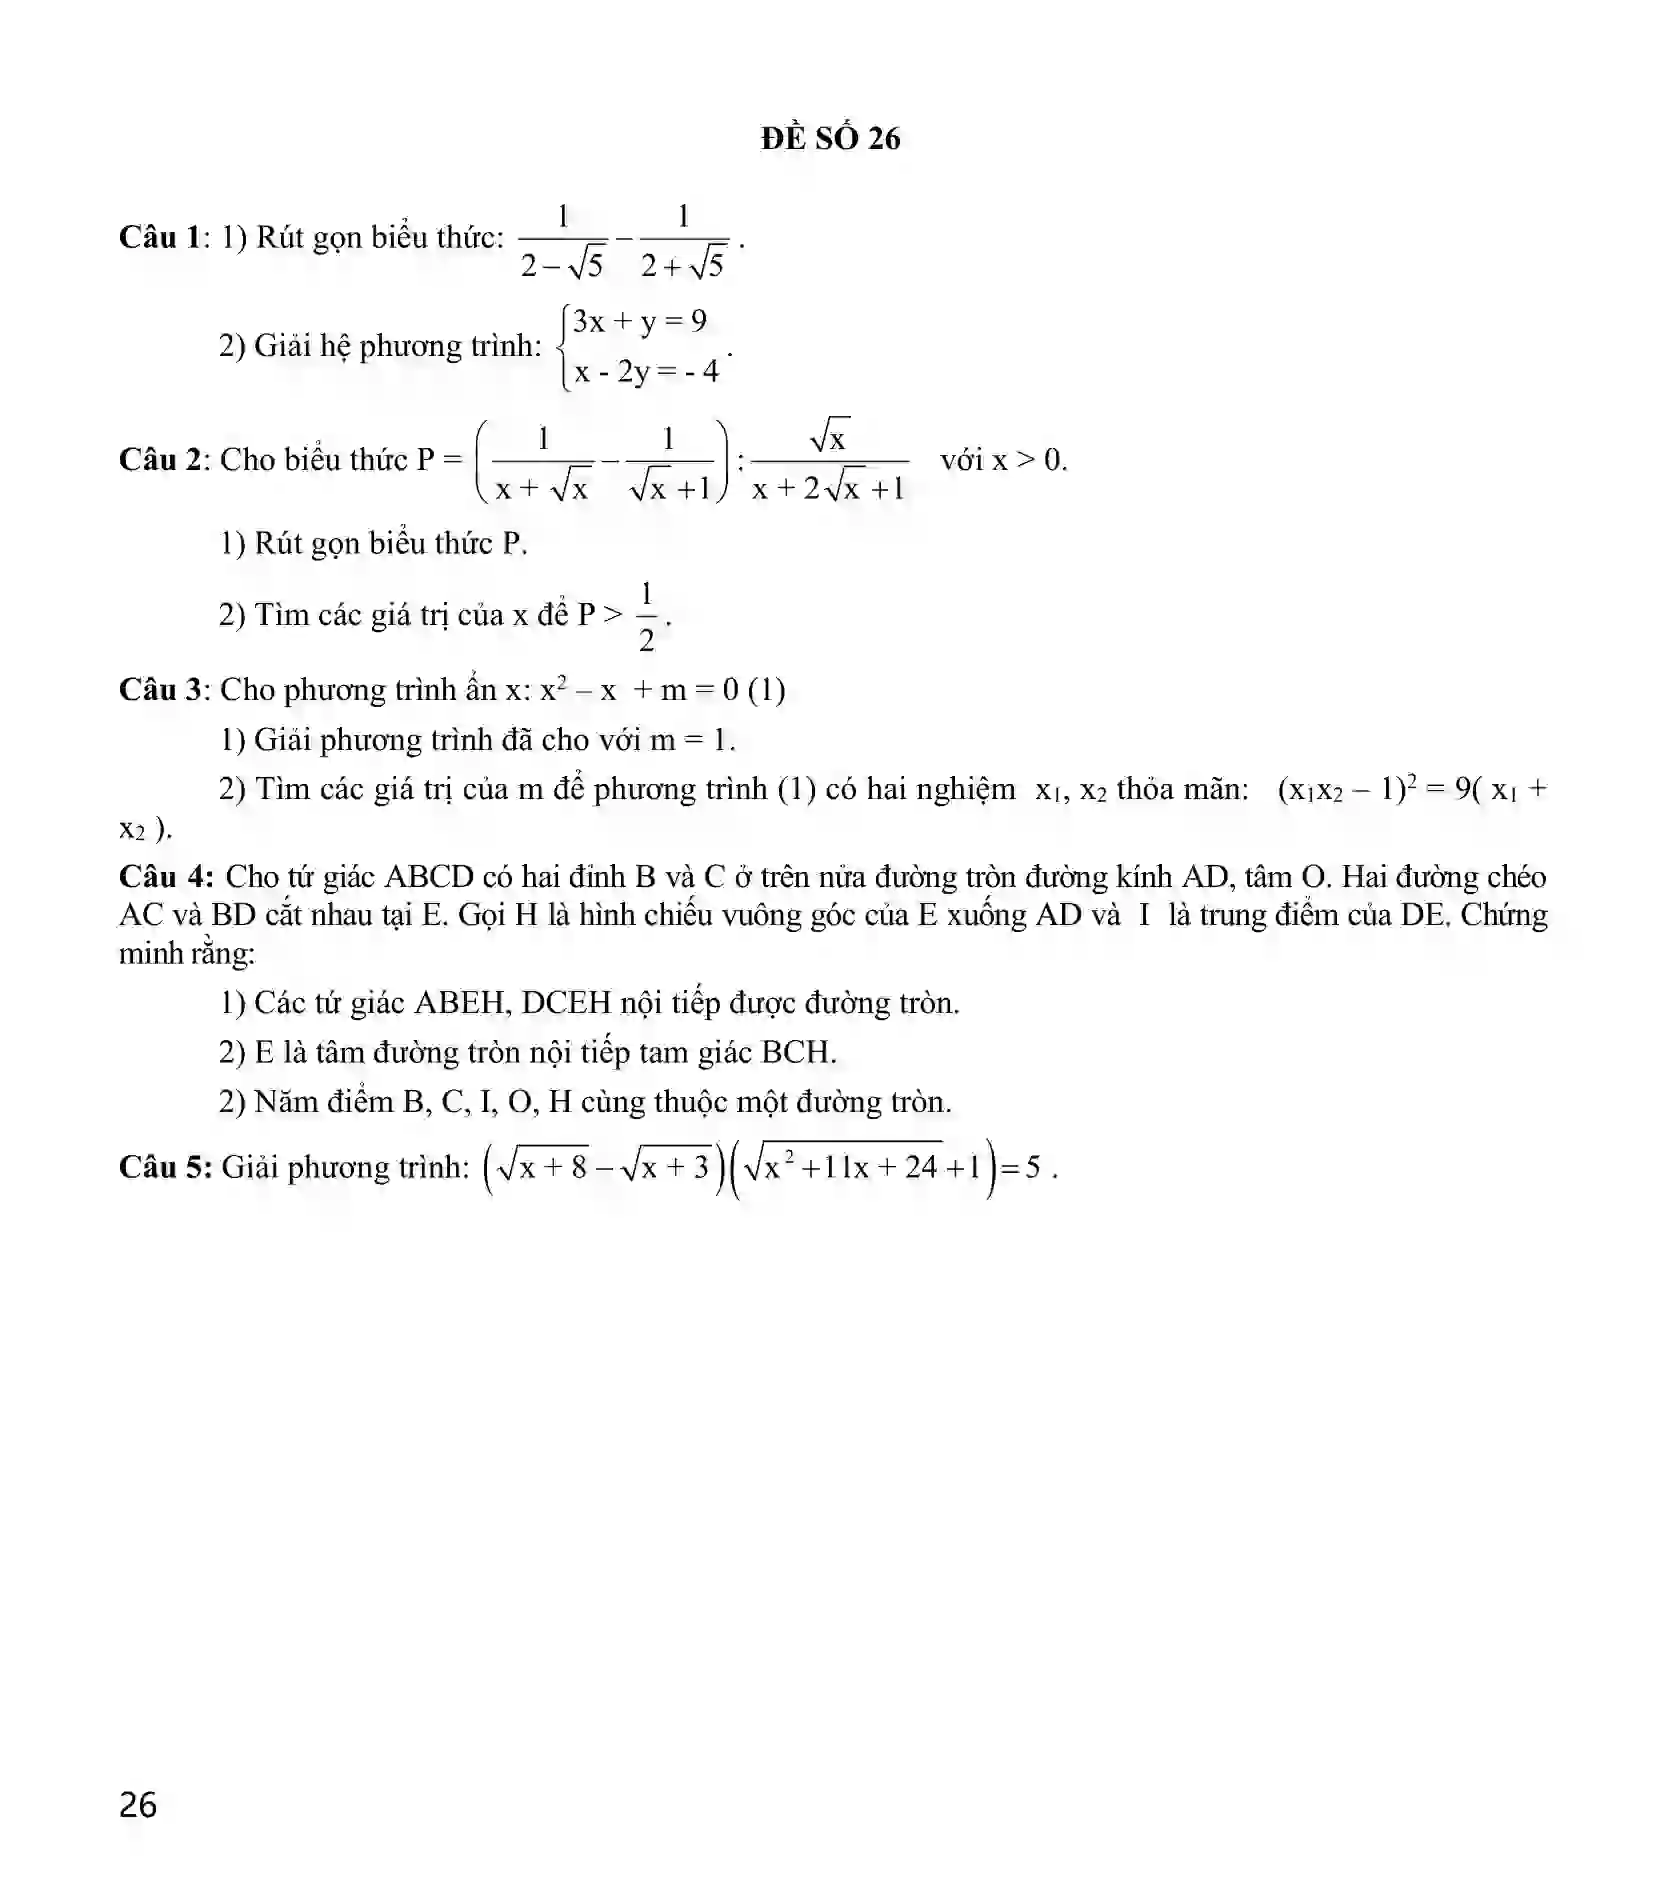 ĐỀ SỐ 26
Câu 1: 1) Rút gọn biểu thức: $\frac{1}{2-\sqrt{5}} - \frac{1}{2+\sqrt{5}}$ .
2) Giải hệ phương trình: $\begin{cases} 3x + y = 9 \\ x - 2y = - 4 \end{cases}$ .
Câu 2: Cho biểu thức P = $\left(\frac{1}{x + \sqrt{x}} - \frac{1}{\sqrt{x} + 1}\right) : \frac{\sqrt{x}}{x + 2\sqrt{x} + 1}$ với x > 0.
1) Rút gọn biểu thức P.
2) Tìm các giá trị của x để P > $\frac{1}{2}$ .
Câu 3: Cho phương trình ẩn x: x² – x + m = 0 (1)
1) Giải phương trình đã cho với m = 1.
2) Tìm các giá trị của m để phương trình (1) có hai nghiệm x₁, x₂ thỏa mãn: (x₁x₂ – 1)² = 9( x₁ +
x₂ ).
Câu 4: Cho tứ giác ABCD có hai đỉnh B và C ở trên nửa đường tròn đường kính AD, tâm O. Hai đường chéo
AC và BD cắt nhau tại E. Gọi H là hình chiếu vuông góc của E xuống AD và I là trung điểm của DE. Chứng
minh rằng:
1) Các tứ giác ABEH, DCEH nội tiếp được đường tròn.
2) E là tâm đường tròn nội tiếp tam giác BCH.
2) Năm điểm B, C, I, O, H cùng thuộc một đường tròn.
Câu 5: Giải phương trình: $\left(\sqrt{x + 8} - \sqrt{x + 3}\right)\left(\sqrt{x^2 + 11x + 24} + 1\right) = 5$ .
26